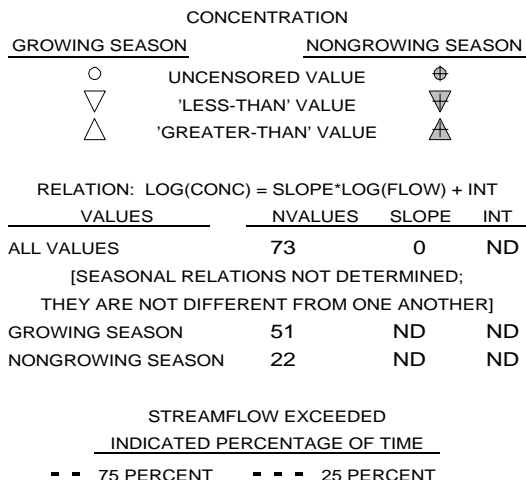 CONCENTRATION
GROWING SEASON NONGROWING SEASON
UNCENSORED VALUE
'LESS-THAN' VALUE
'GREATER-THAN' VALUE
RELATION: LOG(CONC) = SLOPE*LOG(FLOW) + INT
VALUES NVALUES SLOPE INT
ALL VALUES 73 0 ND
[SEASONAL RELATIONS NOT DETERMINED;
THEY ARE NOT DIFFERENT FROM ONE ANOTHER]
GROWING SEASON 51 ND ND
NONGROWING SEASON 22 ND ND
STREAMFLOW EXCEEDED
INDICATED PERCENTAGE OF TIME
75 PERCENT 25 PERCENT